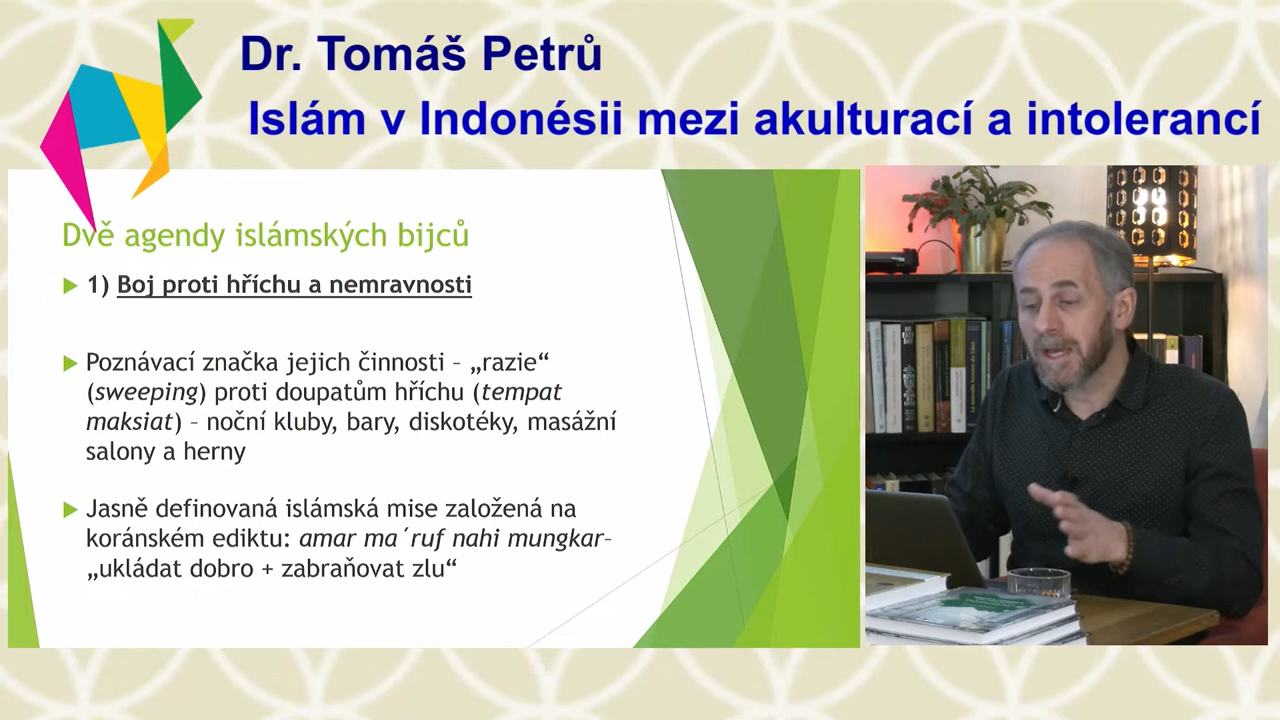 Dr. Tomáš Petrů
Islám v Indonésii mezi akulturací a intolerancí
Dvě agendy islámských bijců
1) Boj proti hříchu a nemravnosti
Poznávací značka jejich činnosti – „razie“
(sweeping) proti doupatům hříchu (tempat
maksiat) – noční kluby, bary, diskotéky, masážní
salony a herny
Jasně definovaná islámská mise založená na
koránském ediktu: amar ma´ruf nahi mungkar–
„ukládat dobro + zabraňovat zlu“